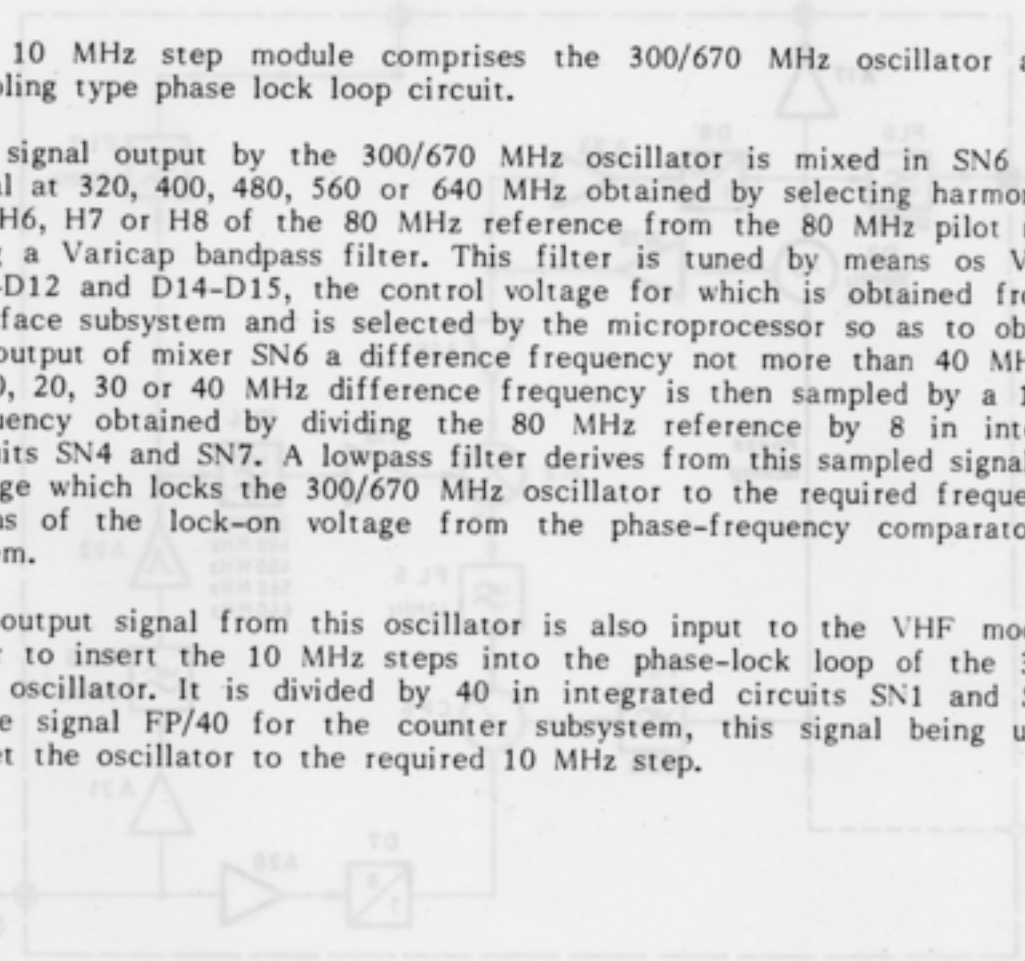 10 MHz step module comprises the 300/670 MHz oscillator a
pling type phase lock loop circuit.
signal output by the 300/670 MHz oscillator is mixed in SN6
al at 320, 400, 480, 560 or 640 MHz obtained by selecting harmon
H6, H7 or H8 of the 80 MHz reference from the 80 MHz pilot
g a Varicap bandpass filter. This filter is tuned by means os V
-D12 and D14-D15, the control voltage for which is obtained fr
face subsystem and is selected by the microprocessor so as to ob
output of mixer SN6 a difference frequency not more than 40 MH
0, 20, 30 or 40 MHz difference frequency is then sampled by a 1
uency obtained by dividing the 80 MHz reference by 8 in int
uits SN4 and SN7. A lowpass filter derives from this sampled signal
ge which locks the 300/670 MHz oscillator to the required freque
ns of the lock-on voltage from the phase-frequency comparato
em.
output signal from this oscillator is also input to the VHF mo
r to insert the 10 MHz steps into the phase-lock loop of the 3
oscillator. It is divided by 40 in integrated circuits SN1 and
e signal FP/40 for the counter subsystem, this signal being u
et the oscillator to the required 10 MHz step.